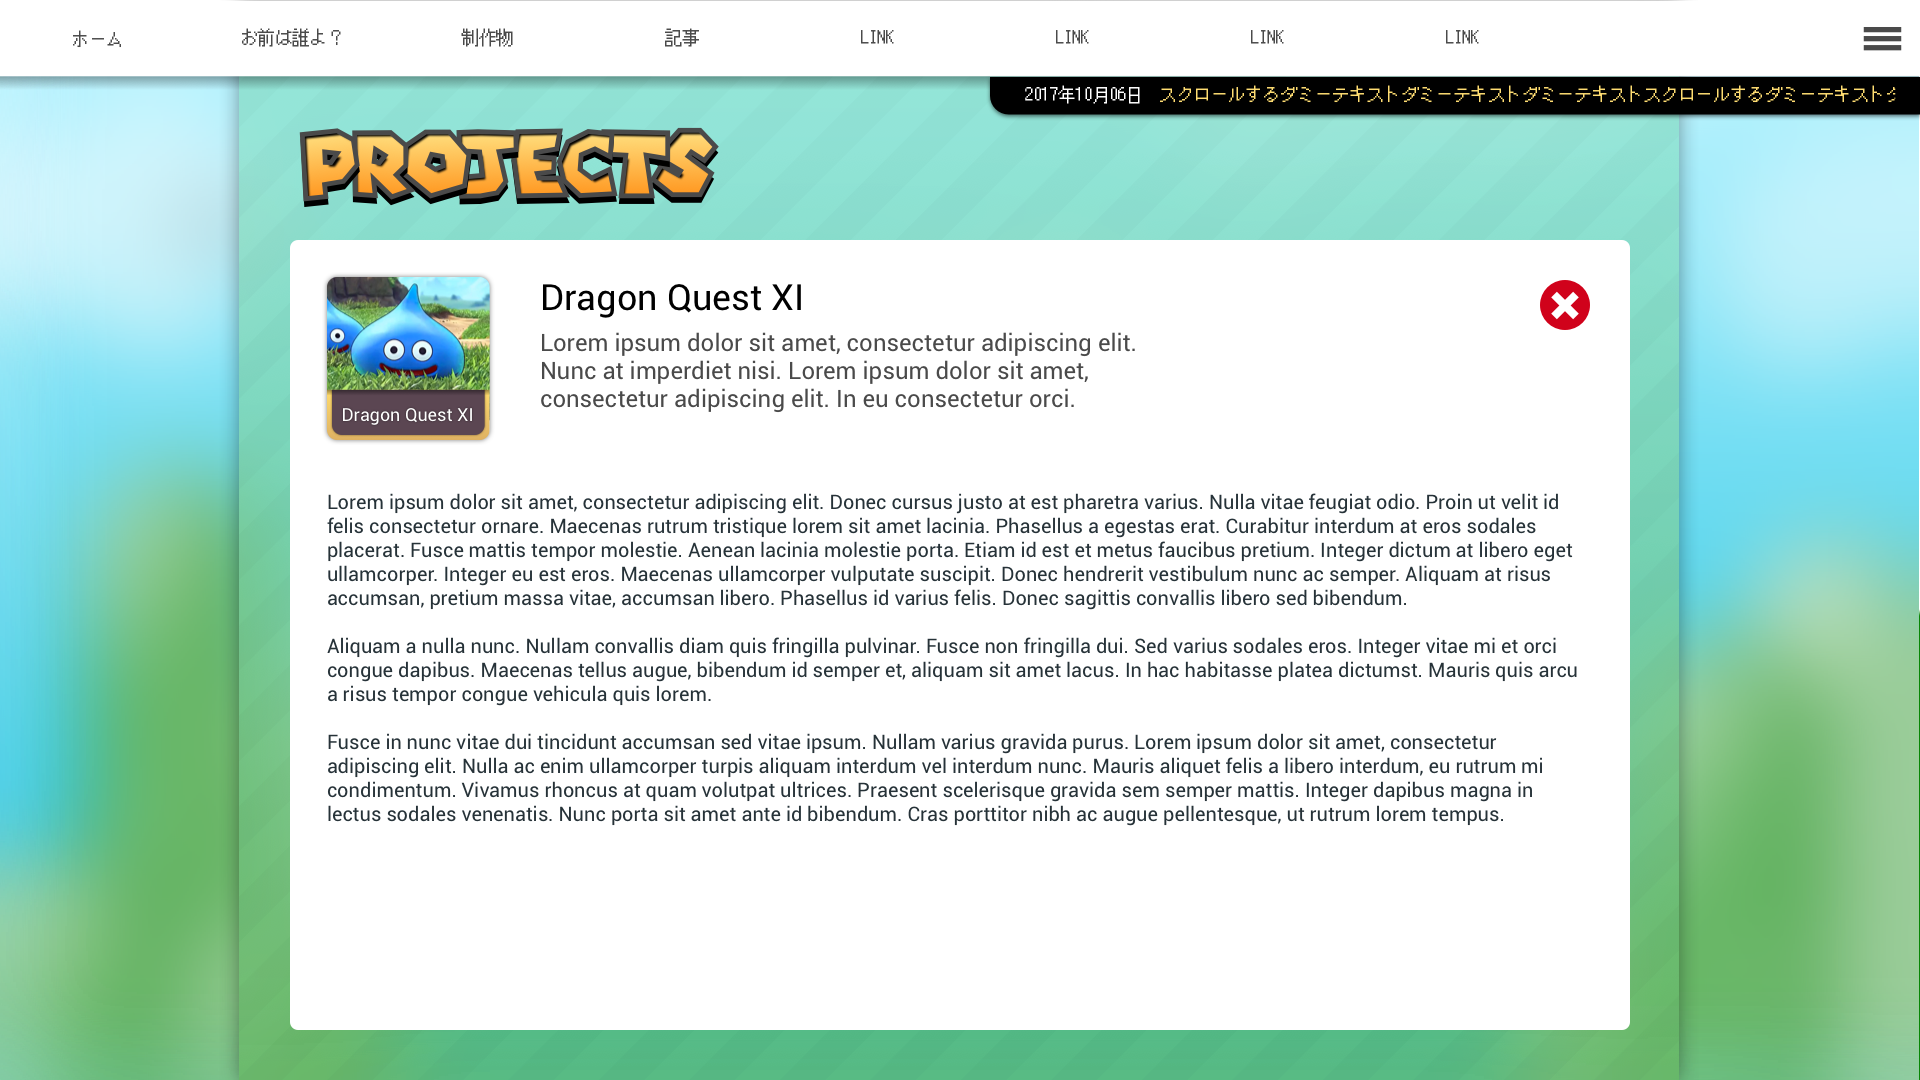 ホーム
お前は誰よ？
制作物
記事
LINK
LINK
LINK
LINK
2017年10月06日 スクロールするダミーテキストダミーテキストダミーテキストスクロールするダミーテキスト
PROJECTS
Dragon Quest XI
Lorem ipsum dolor sit amet, consectetur adipiscing elit.
Nunc at imperdiet nisi. Lorem ipsum dolor sit amet,
consectetur adipiscing elit. In eu consectetur orci.
Dragon Quest XI
Lorem ipsum dolor sit amet, consectetur adipiscing elit. Donec cursus justo at est pharetra varius. Nulla vitae feugiat odio. Proin ut velit id
felis consectetur ornare. Maecenas rutrum tristique lorem sit amet lacinia. Phasellus a egestas erat. Curabitur interdum at eros sodales
placerat. Fusce mattis tempor molestie. Aenean lacinia molestie porta. Etiam id est et metus faucibus pretium. Integer dictum at libero eget
ullamcorper. Integer eu est eros. Maecenas ullamcorper vulputate suscipit. Donec hendrerit vestibulum nunc ac semper. Aliquam at risus
accumsan, pretium massa vitae, accumsan libero. Phasellus id varius felis. Donec sagittis convallis libero sed bibendum.
Aliquam a nulla nunc. Nullam convallis diam quis fringilla pulvinar. Fusce non fringilla dui. Sed varius sodales eros. Integer vitae mi et orci
congue dapibus. Maecenas tellus augue, bibendum id semper et, aliquam sit amet lacus. In hac habitasse platea dictumst. Mauris quis arcu
a risus tempor congue vehicula quis lorem.
Fusce in nunc vitae dui tincidunt accumsan sed vitae ipsum. Nullam varius gravida purus. Lorem ipsum dolor sit amet, consectetur
adipiscing elit. Nulla ac enim ullamcorper turpis aliquam interdum vel interdum nunc. Mauris aliquet felis a libero interdum, eu rutrum mi
condimentum. Vivamus rhoncus at quam volutpat ultrices. Praesent scelerisque gravida sem semper mattis. Integer dapibus magna in
lectus sodales venenatis. Nunc porta sit amet ante id bibendum. Cras porttitor nibh ac augue pellentesque, ut rutrum lorem tempus.